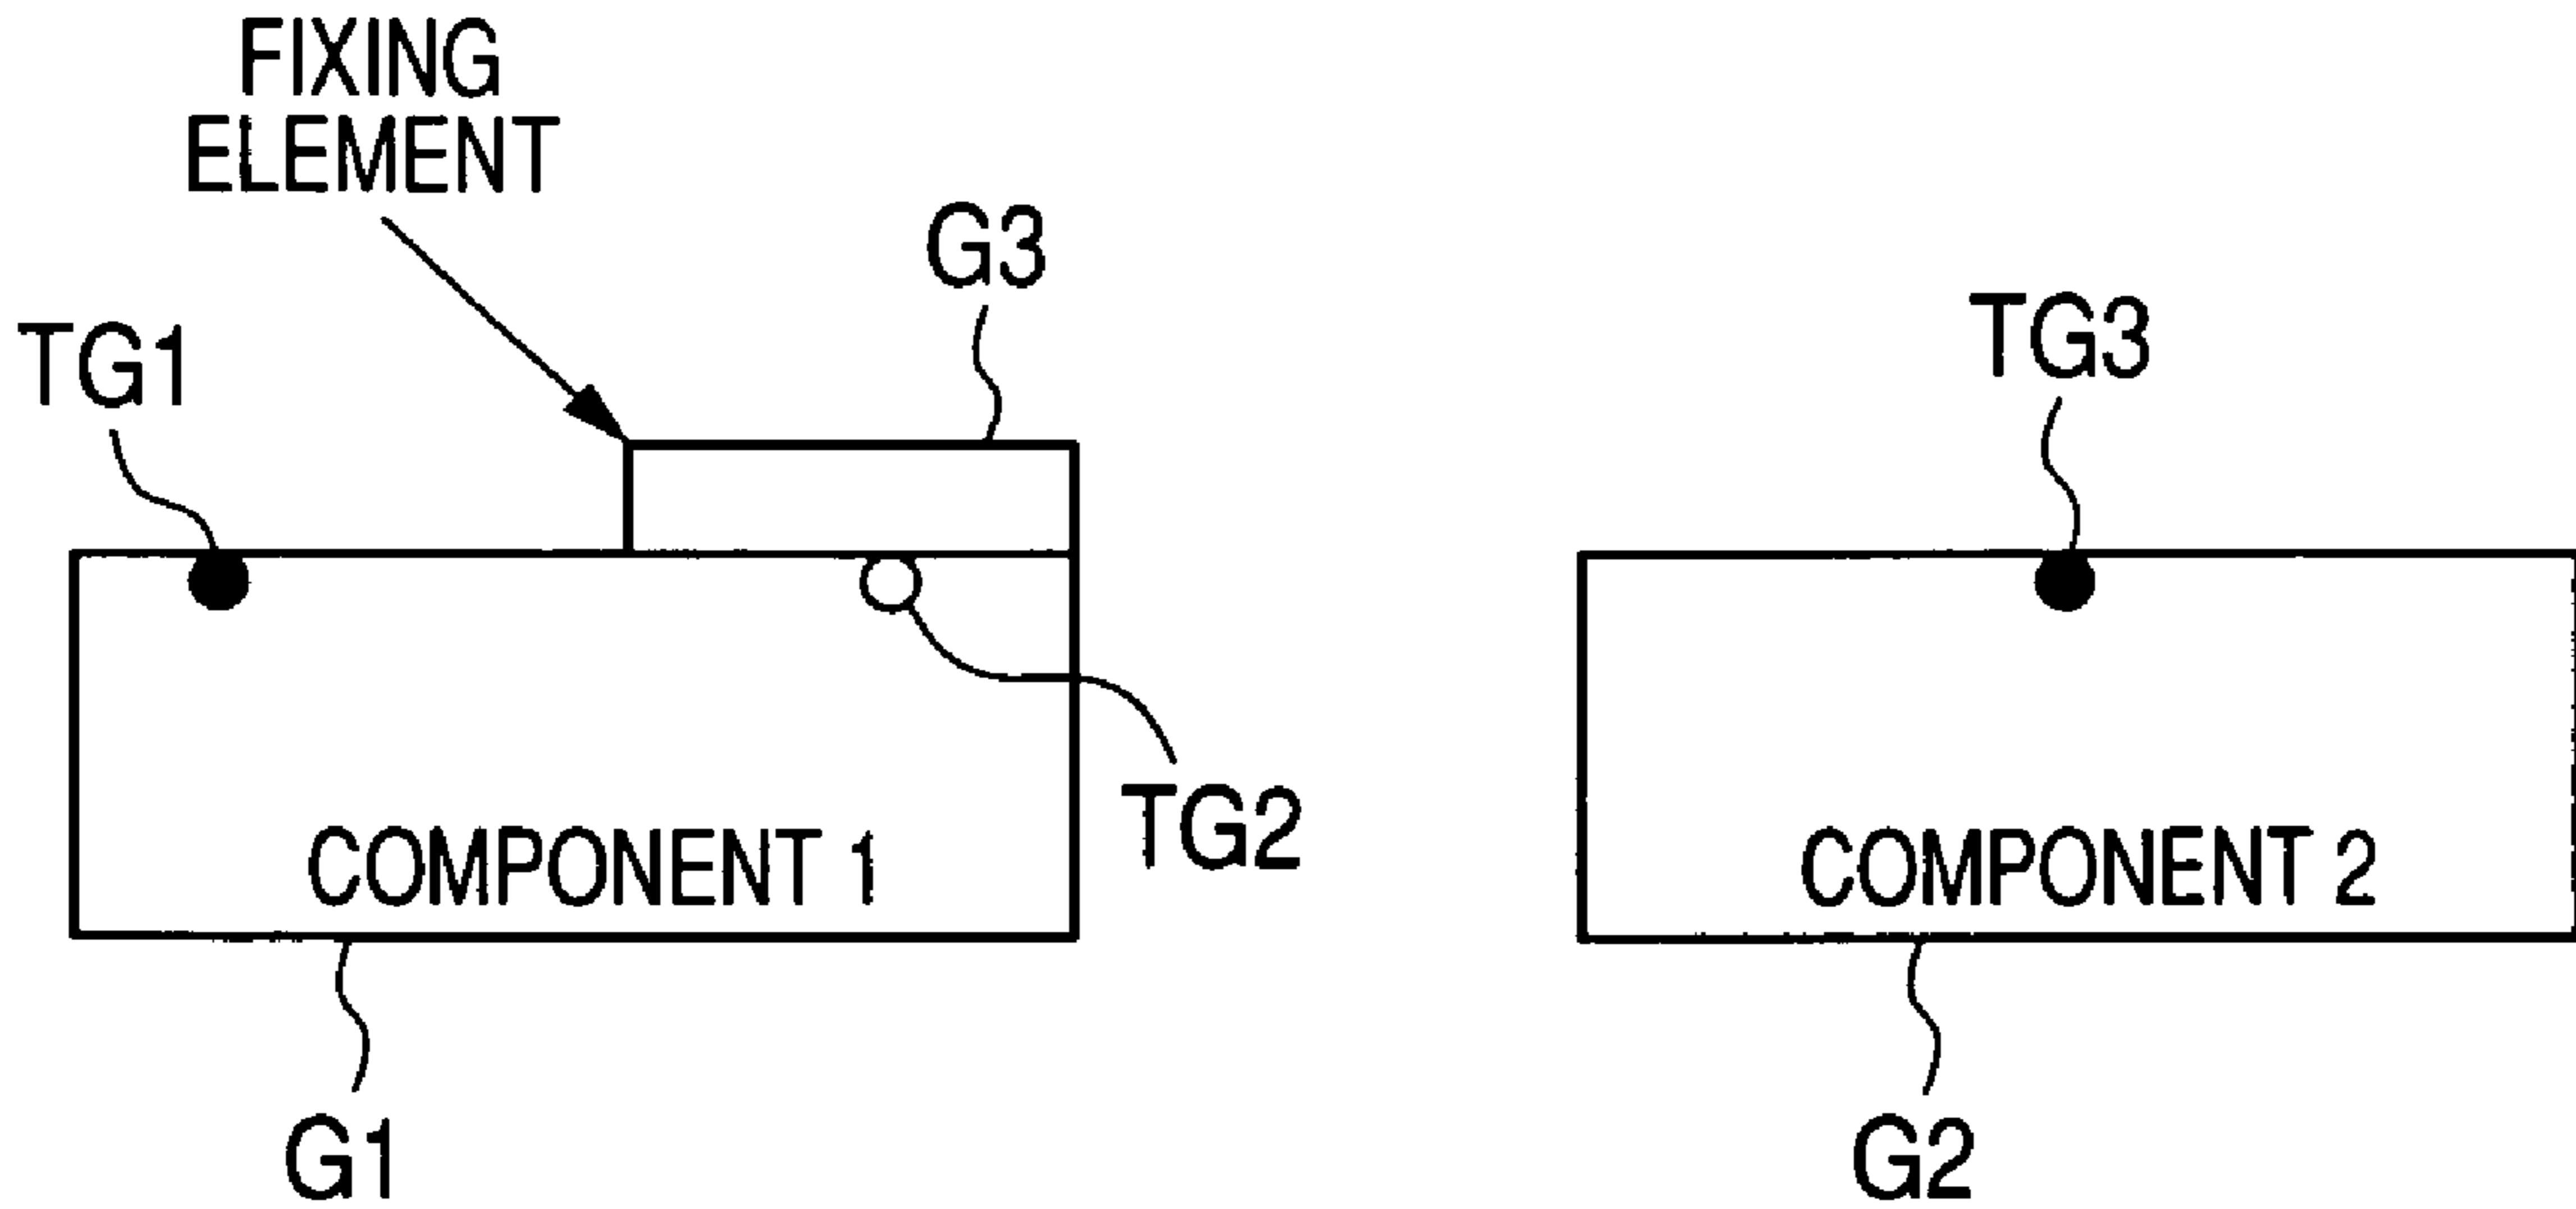 FIXING
ELEMENT
G3
TG1
TG3
TG2
COMPONENT 1
COMPONENT 2
G1
G2